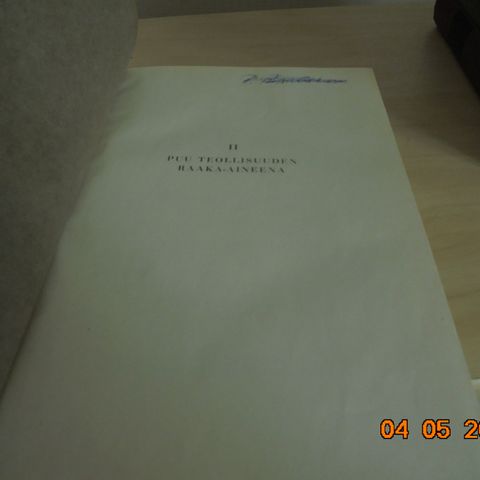 II
PUU TEOLLISUUDEN
RAAKA-AINEENA
04 05 20